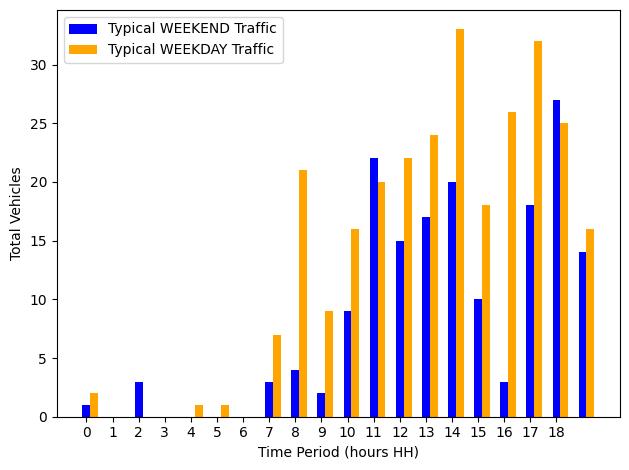 Typical WEEKEND Traffic
Typical WEEKDAY Traffic
30
25
20
15
10
5
0
Total Vehicles
0 1 2 3 4 5 6 7 8 9 10 11 12 13 14 15 16 17 18
Time Period (hours HH)